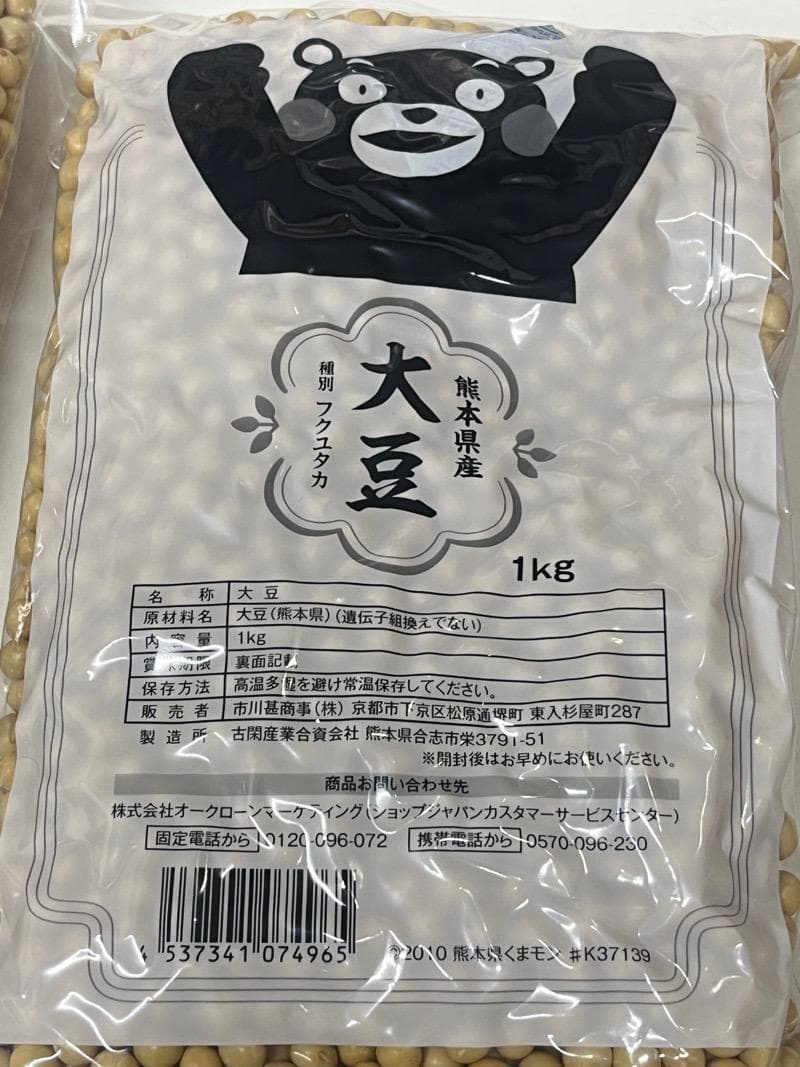 熊本県産
大豆
種別 フクユタカ
1kg
名称 大豆
原材料名 大豆(熊本県)(遺伝子組換えでない)
内容量 1kg
賞味期限 裏面記載
保存方法 高温多湿を避け常温保存してください。
販売者 市川甚商事(株) 京都市下京区松原通堺町 東入杉屋町287
製造所 古閑産業合資会社 熊本県合志市栄3791-51
※開封後はお早めにお使いください。
商品お問い合わせ先
株式会社オークローンマーケティング(ショップジャパンカスタマーサービスセンター)
固定電話から 0120-096-072 携帯電話から 0570-096-230
4 537341 074965
©2010 熊本県くまモン #K37139